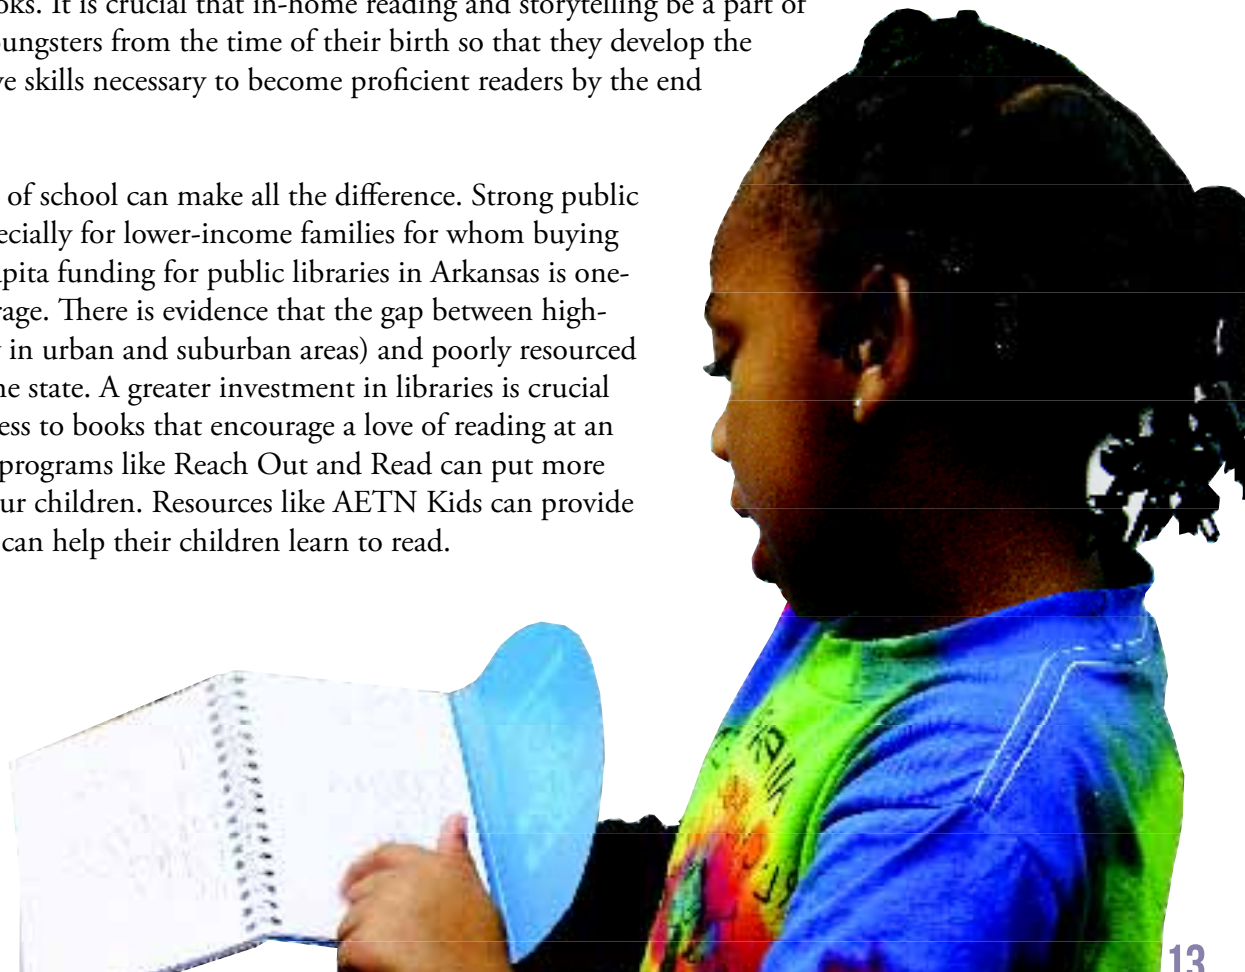 oks. It is crucial that in-home reading and storytelling be a part of
oungsters from the time of their birth so that they develop the
ve skills necessary to become proficient readers by the end
of school can make all the difference. Strong public
ecially for lower-income families for whom buying
apita funding for public libraries in Arkansas is one-
rage. There is evidence that the gap between high-
in urban and suburban areas) and poorly resourced
he state. A greater investment in libraries is crucial
ess to books that encourage a love of reading at an
programs like Reach Out and Read can put more
ur children. Resources like AETN Kids can provide
can help their children learn to read.
13